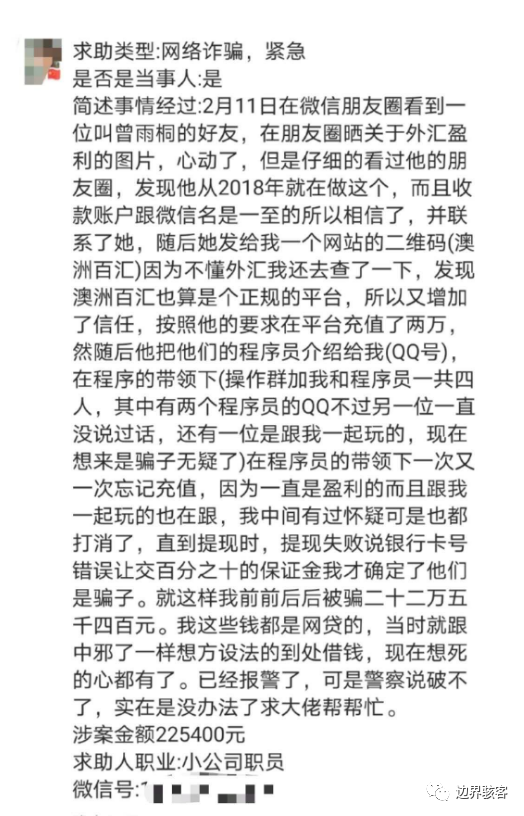 求助类型:网络诈骗，紧急
是否是当事人:是
简述事情经过:2月11日在微信朋友圈看到一
位叫曾雨桐的好友，在朋友圈晒关于外汇盈
利的图片，心动了，但是仔细的看过他的朋
友圈，发现他从2018年就在做这个，而且收
款账户跟微信名是一至的所以相信了，并联
系了她，随后她发给我一个网站的二维码(澳
洲百汇)因为不懂外汇我还去查了一下，发现
澳洲百汇也算是个正规的平台，所以又增加
了信任，按照他的要求在平台充值了两万，
然随后他把他们的程序员介绍给我(QQ号)，
在程序的带领下(操作群加我和程序员一共四
人，其中有两个程序员的QQ不过另一位一直
没说过话，还有一位是跟我一起玩的，现在
想来是骗子无疑了)在程序员的带领下一次又
一次忘记充值，因为一直是盈利的而且跟我
一起玩的也在跟，我中间有过怀疑可是也都
打消了，直到提现时，提现失败说银行卡号
错误让交百分之十的保证金我才确定了他们
是骗子。就这样我前前后后被骗二十二万五
千四百元。我这些钱都是网贷的，当时就跟
中邪了一样想方设法的到处借钱，现在想死
的心都有了。已经报警了，可是警察说破不
了，实在是没办法了求大佬帮帮忙。
涉案金额225400元
求助人职业:小公司职员
微信号:
边界骇客